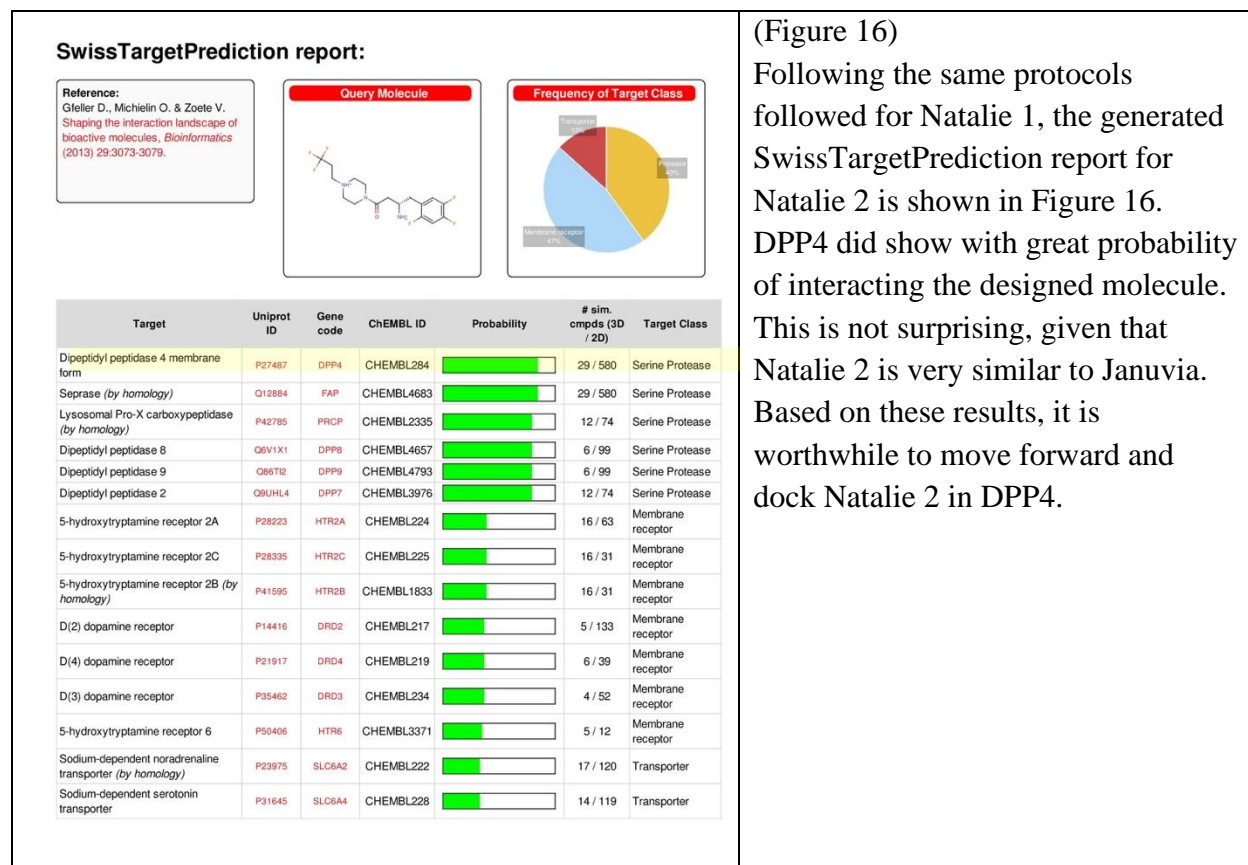 SwissTargetPrediction report:
Reference:
Gfeller D., Michielin O. & Zoete V.
Shaping the interaction landscape of
bioactive molecules, Bioinformatics
(2013) 29:3073-3079.
Query Molecule
NH⁺
N
O
NH₂
F
F
F
F
F
F
Frequency of Target Class
Transporter
13%
Protease
40%
Membrane receptor
47%
Target Uniprot ID Gene code ChEMBL ID Probability # sim. cmpds (3D / 2D) Target Class
Dipeptidyl peptidase 4 membrane form P27487 DPP4 CHEMBL284 29 / 580 Serine Protease
Seprase (by homology) Q12884 FAP CHEMBL4683 29 / 580 Serine Protease
Lysosomal Pro-X carboxypeptidase (by homology) P42785 PRCP CHEMBL2335 12 / 74 Serine Protease
Dipeptidyl peptidase 8 Q6V1X1 DPP8 CHEMBL4657 6 / 99 Serine Protease
Dipeptidyl peptidase 9 Q86TI2 DPP9 CHEMBL4793 6 / 99 Serine Protease
Dipeptidyl peptidase 2 Q9UHL4 DPP7 CHEMBL3976 12 / 74 Serine Protease
5-hydroxytryptamine receptor 2A P28223 HTR2A CHEMBL224 16 / 63 Membrane receptor
5-hydroxytryptamine receptor 2C P28335 HTR2C CHEMBL225 16 / 31 Membrane receptor
5-hydroxytryptamine receptor 2B (by homology) P41595 HTR2B CHEMBL1833 16 / 31 Membrane receptor
D(2) dopamine receptor P14416 DRD2 CHEMBL217 5 / 133 Membrane receptor
D(4) dopamine receptor P21917 DRD4 CHEMBL219 6 / 39 Membrane receptor
D(3) dopamine receptor P35462 DRD3 CHEMBL234 4 / 52 Membrane receptor
5-hydroxytryptamine receptor 6 P50406 HTR6 CHEMBL3371 5 / 12 Membrane receptor
Sodium-dependent noradrenaline transporter (by homology) P23975 SLC6A2 CHEMBL222 17 / 120 Transporter
Sodium-dependent serotonin transporter P31645 SLC6A4 CHEMBL228 14 / 119 Transporter
(Figure 16)
Following the same protocols
followed for Natalie 1, the generated
SwissTargetPrediction report for
Natalie 2 is shown in Figure 16.
DPP4 did show with great probability
of interacting the designed molecule.
This is not surprising, given that
Natalie 2 is very similar to Januvia.
Based on these results, it is
worthwhile to move forward and
dock Natalie 2 in DPP4.